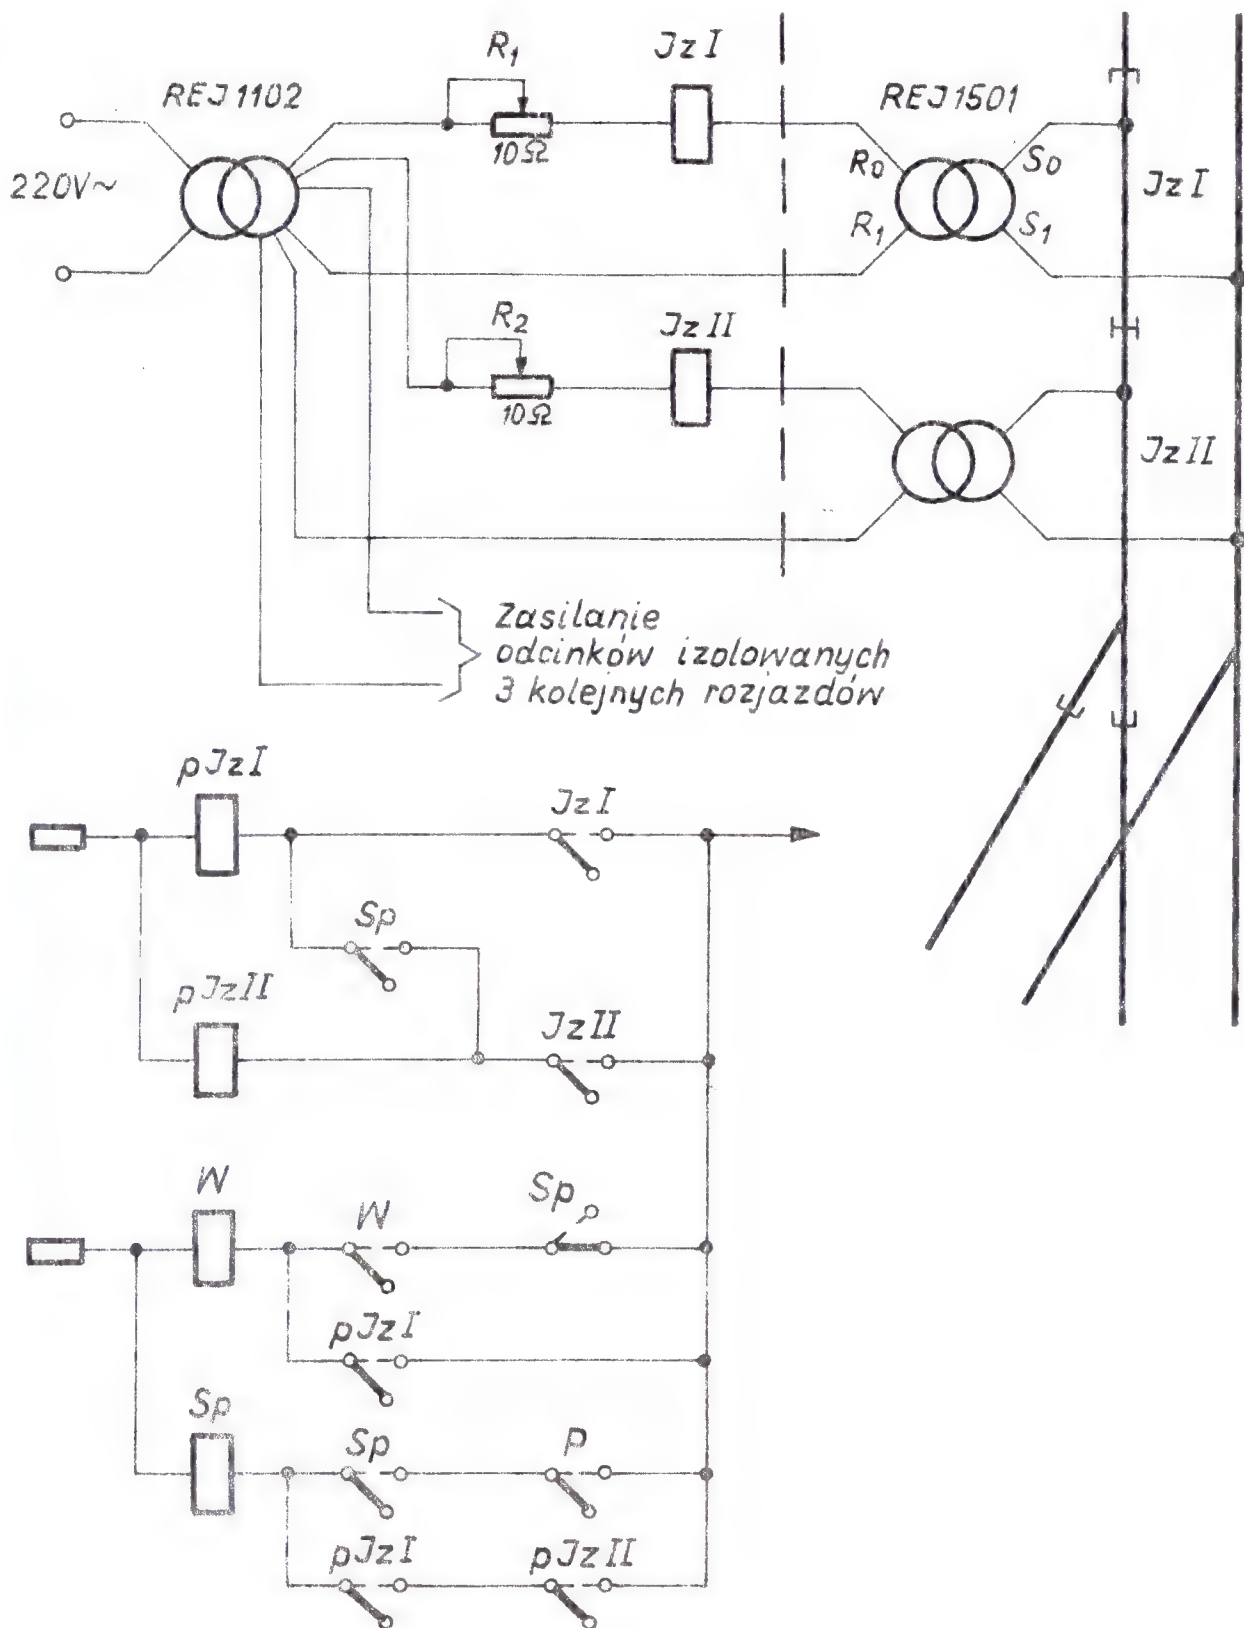 R1
JzI
REJ1102
REJ1501
10Ω
220V~
R0
S0
JzI
R1
S1
R2
JzII
10Ω
JzII
Zasilanie
odcinków izolowanych
3 kolejnych rozjazdów
pJzI
JzI
Sp
pJzII
JzII
W
W
Sp
pJzI
Sp
Sp
P
pJzI
pJzII